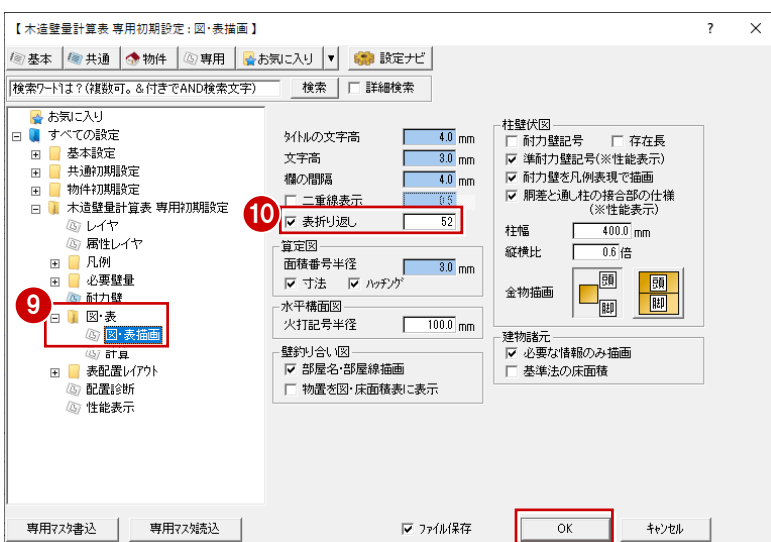 【 木造壁量計算表 専用初期設定 : 図・表描画 】
? ×
基本 共通 物件 専用 お気に入り ▼ 設定ナビ
検索ワードは？(複数可。＆付きでAND検索文字) 検索 詳細検索
お気に入り
すべての設定
基本設定
共通初期設定
物件初期設定
木造壁量計算表 専用初期設定
レイヤ
属性レイヤ
凡例
必要壁量
耐力壁
9
図・表
図・表描画
計算
表配置レイアウト
配置診断
性能表示
タイトルの文字高 4.0 mm
文字高 3.0 mm
欄の間隔 4.0 mm
二重線表示 0.5
10
表折り返し 52
算定図
面積番号半径 3.0 mm
寸法 ハッチング
水平構面図
火打記号半径 100.0 mm
壁釣り合い図
部屋名・部屋線描画
物置を図・床面積表に表示
柱壁伏図
耐力壁記号 存在長
準耐力壁記号(※性能表示)
耐力壁を凡例表現で描画
胴差と通し柱の接合部の仕様
(※性能表示)
柱幅 400.0 mm
縦横比 0.6 倍
金物描画 頭 脚 頭 脚
建物諸元
必要な情報のみ描画
基準法の床面積
専用マスタ書込 専用マスタ読込 ファイル保存 OK キャンセル